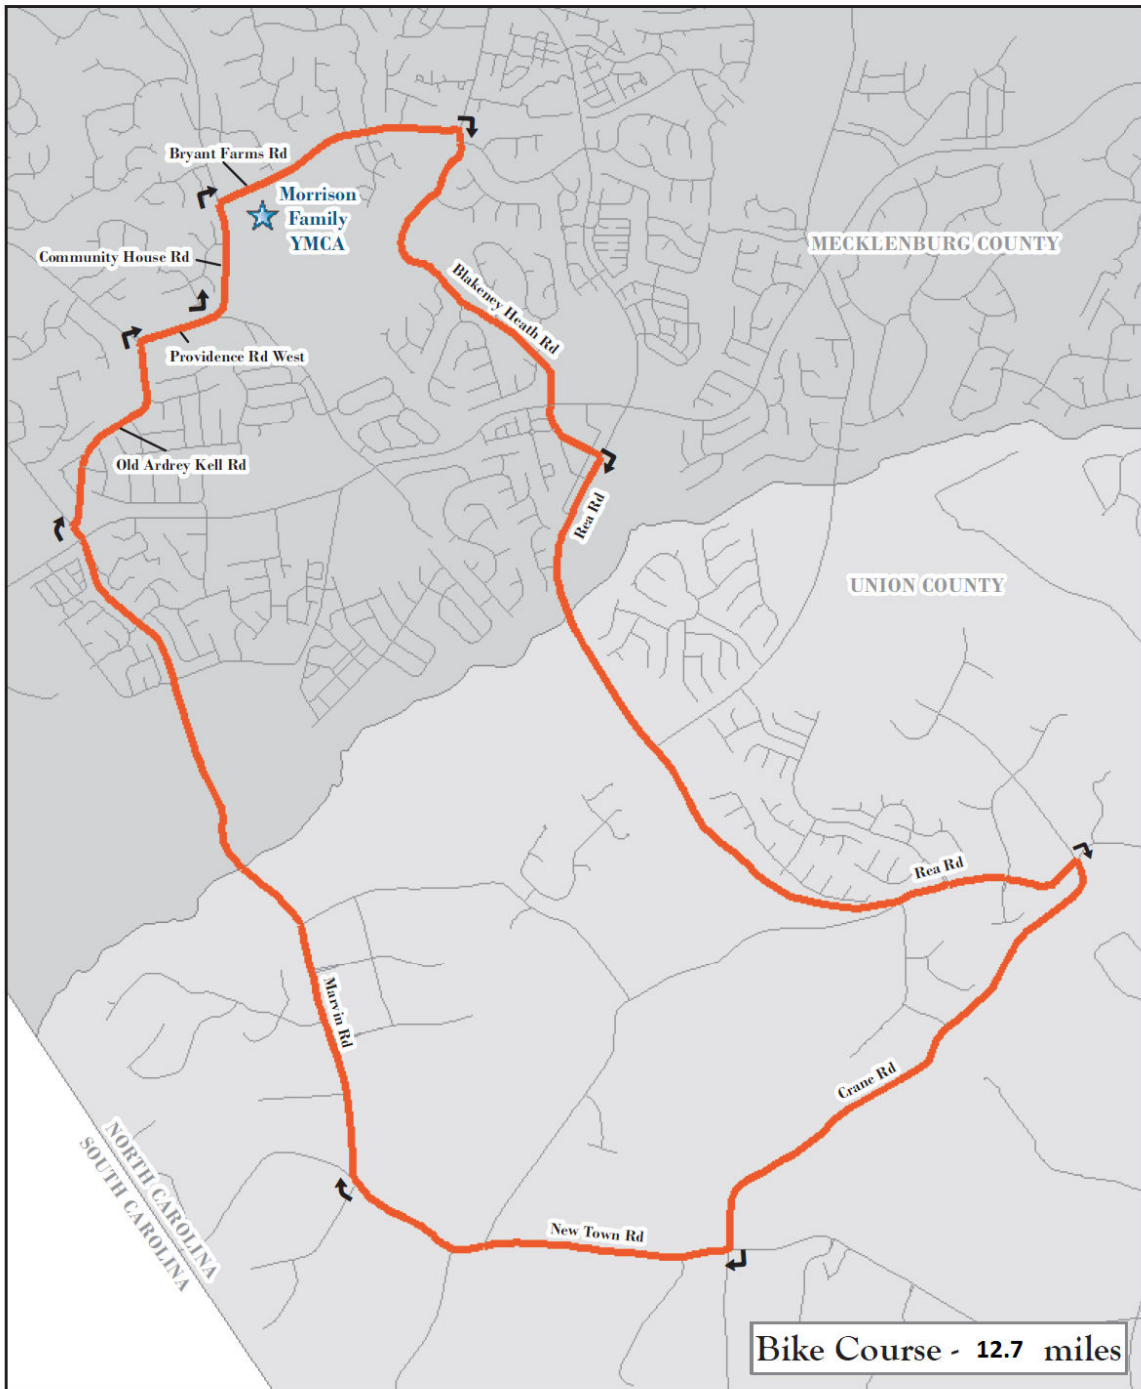 Bryant Farms Rd
Morrison
Family
YMCA
MECKLENBURG COUNTY
Community House Rd
Blakeney Heath Rd
Providence Rd West
Old Ardrey Kell Rd
Rea Rd
UNION COUNTY
Rea Rd
Marvin Rd
Crane Rd
NORTH CAROLINA
SOUTH CAROLINA
New Town Rd
Bike Course - 12.7 miles